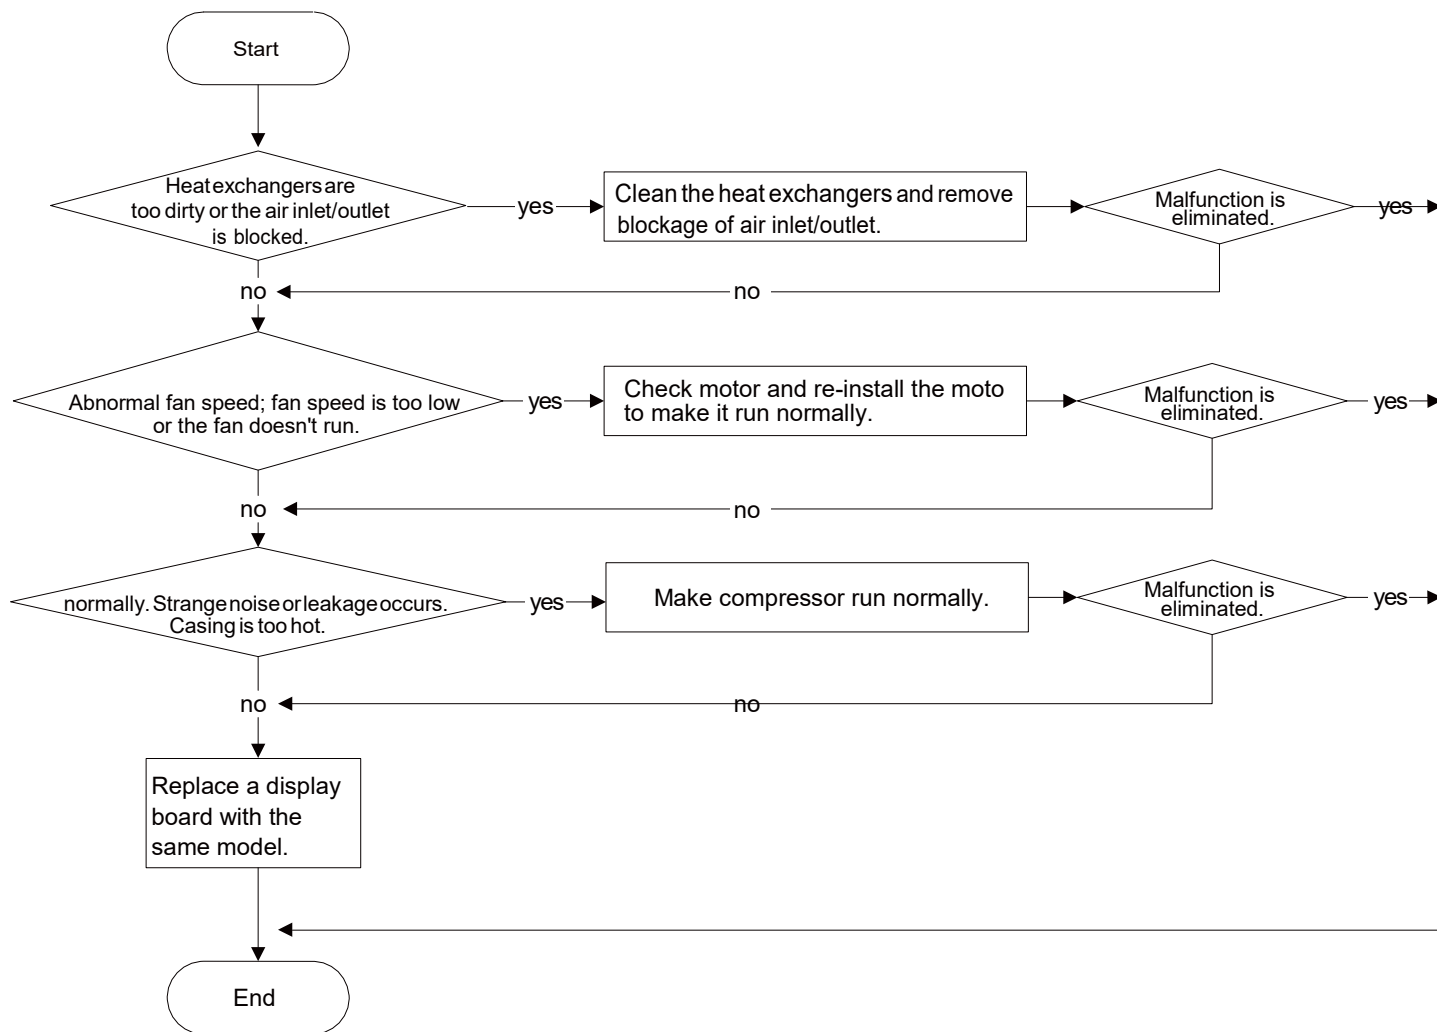 Start
Heat exchangers are
too dirty or the air inlet/outlet
is blocked.
yes
Clean the heat exchangers and remove
blockage of air inlet/outlet.
Malfunction is
eliminated.
yes
no
no
Abnormal fan speed; fan speed is too low
or the fan doesn't run.
yes
Check motor and re-install the moto
to make it run normally.
Malfunction is
eliminated.
yes
no
no
normally. Strange noise or leakage occurs.
Casing is too hot.
yes
Make compressor run normally.
Malfunction is
eliminated.
yes
no
no
Replace a display
board with the
same model.
End